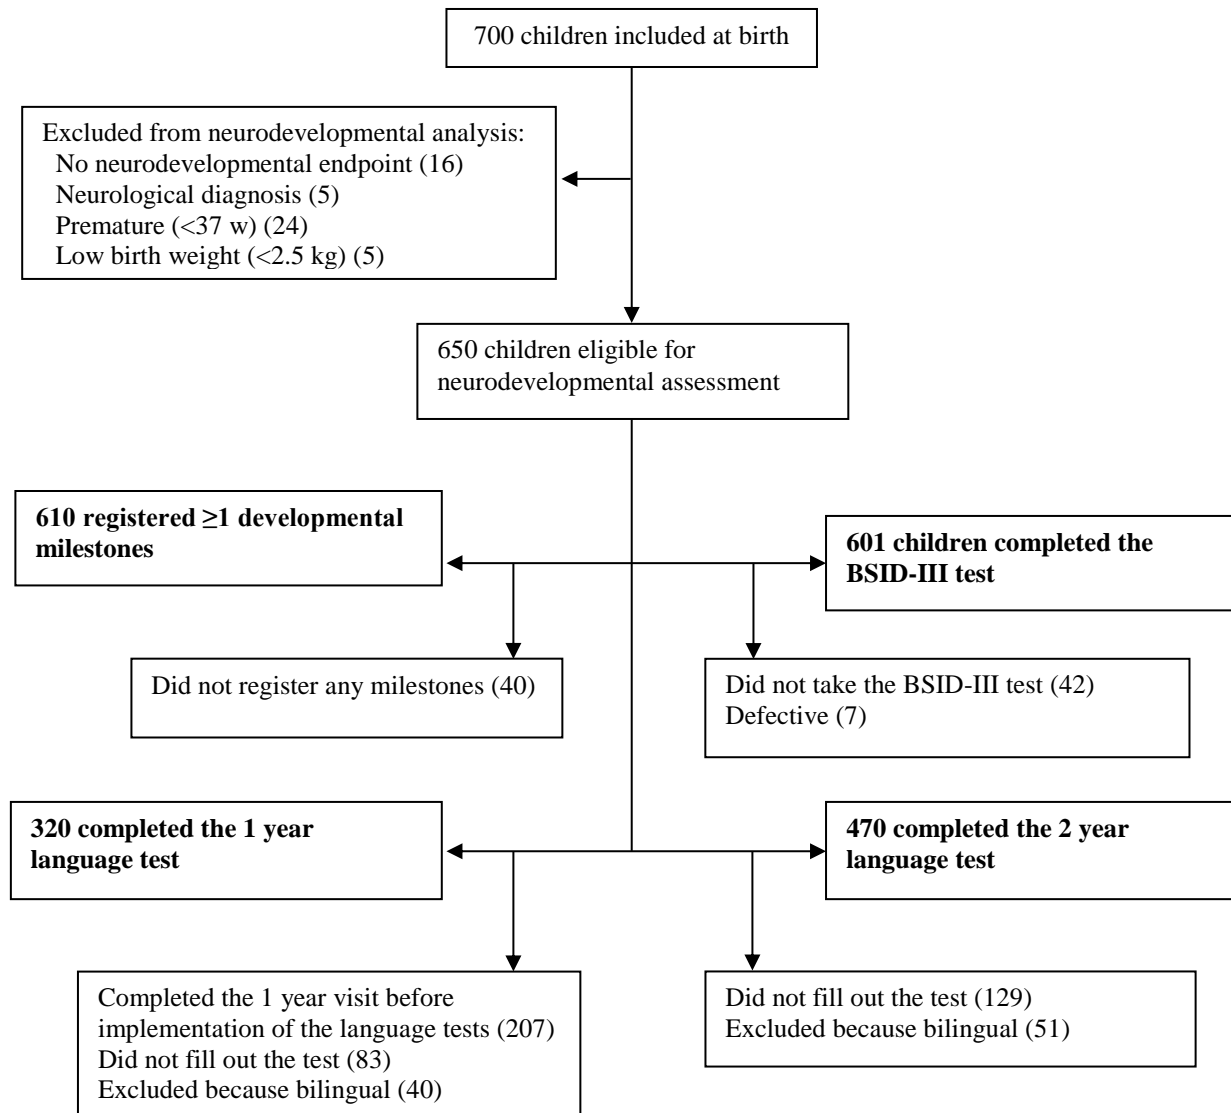 700 children included at birth
Excluded from neurodevelopmental analysis:
No neurodevelopmental endpoint (16)
Neurological diagnosis (5)
Premature (<37 w) (24)
Low birth weight (<2.5 kg) (5)
650 children eligible for
neurodevelopmental assessment
610 registered ≥1 developmental
milestones
601 children completed the
BSID-III test
Did not register any milestones (40)
Did not take the BSID-III test (42)
Defective (7)
320 completed the 1 year
language test
470 completed the 2 year
language test
Completed the 1 year visit before
implementation of the language tests (207)
Did not fill out the test (83)
Excluded because bilingual (40)
Did not fill out the test (129)
Excluded because bilingual (51)